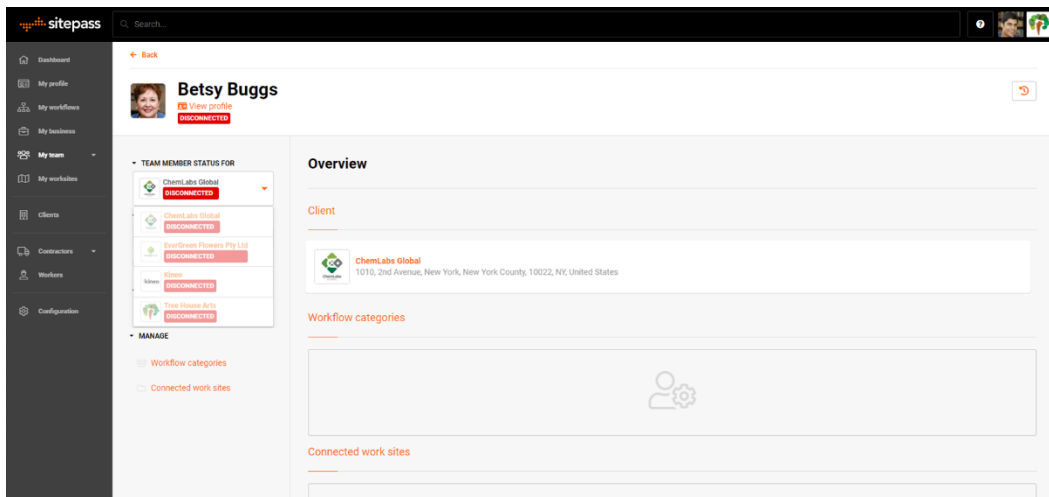 sitepass
Search...
Dashboard
My profile
My workflows
My business
My team
My worksites
Clients
Contractors
Workers
Configuration
Back
Betsy Buggs
View profile
DISCONNECTED
TEAM MEMBER STATUS FOR
ChemLabs Global
DISCONNECTED
ChemLabs Global
DISCONNECTED
EverGreen Flowers Pty Ltd
DISCONNECTED
kineo
Kineo
DISCONNECTED
Tree House Arts
DISCONNECTED
MANAGE
Workflow categories
Connected work sites
Overview
Client
ChemLabs Global
1010, 2nd Avenue, New York, New York County, 10022, NY, United States
Workflow categories
Connected work sites